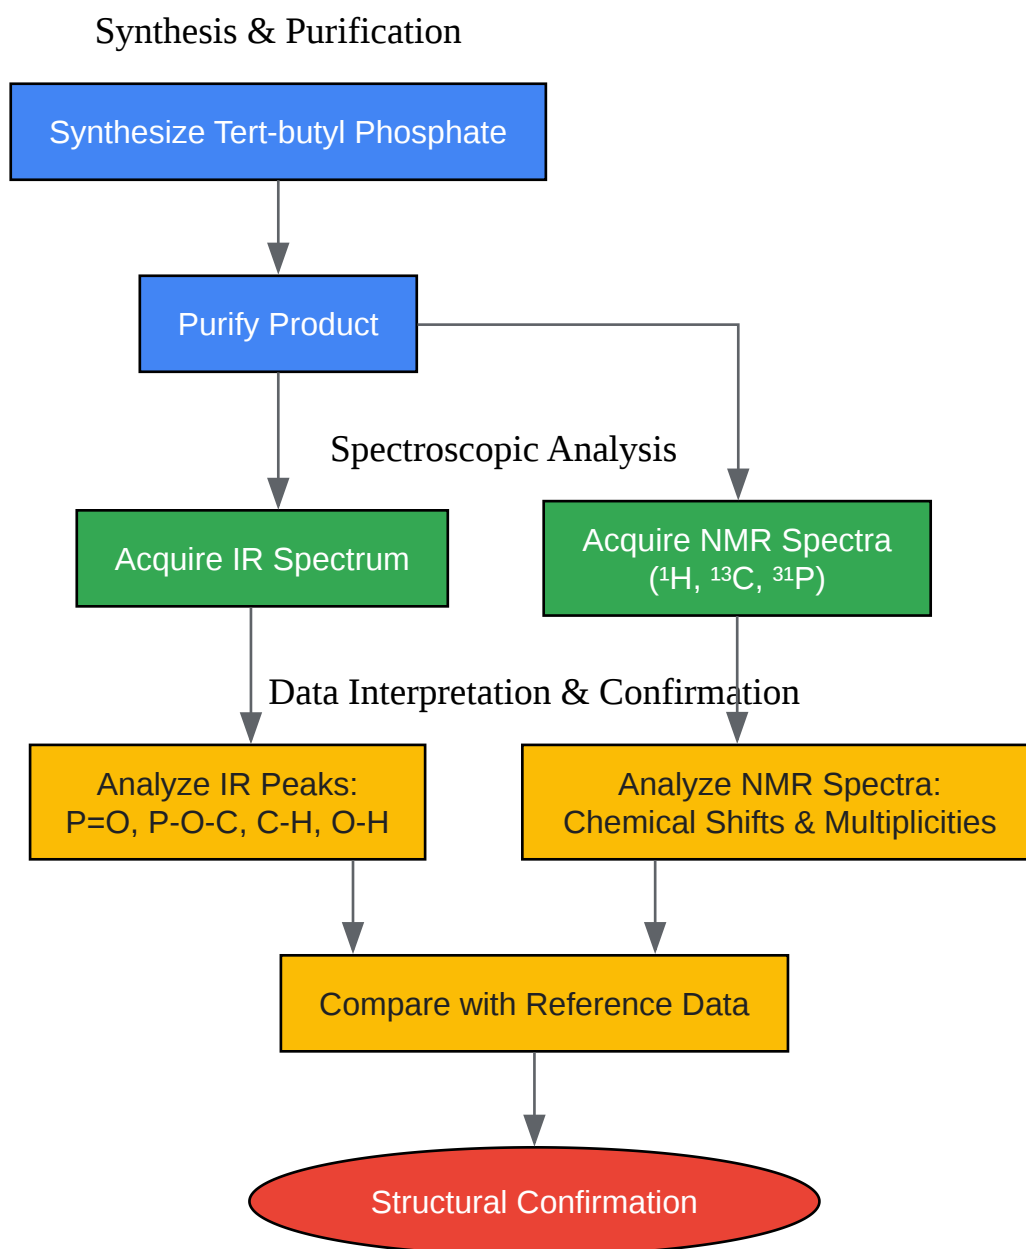 Synthesis & Purification
Synthesize Tert-butyl Phosphate
Purify Product
Spectroscopic Analysis
Acquire IR Spectrum
Acquire NMR Spectra
(¹H, ¹³C, ³¹P)
Data Interpretation & Confirmation
Analyze IR Peaks:
P=O, P-O-C, C-H, O-H
Analyze NMR Spectra:
Chemical Shifts & Multiplicities
Compare with Reference Data
Structural Confirmation